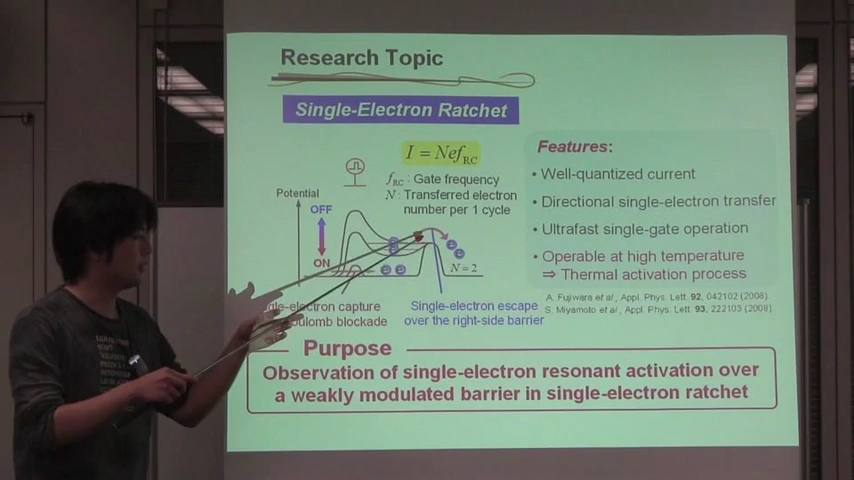 Research Topic
Single-Electron Ratchet
I = Nef_RC
f_RC : Gate frequency
N : Transferred electron
number per 1 cycle
Potential
OFF
ON
N = 2
electron capture
blockade
Single-electron escape
over the right-side barrier
Features:
• Well-quantized current
• Directional single-electron transfer
• Ultrafast single-gate operation
• Operable at high temperature
⇒ Thermal activation process
A. Fujiwara et al., Appl. Phys. Lett. 92, 042102 (2008).
S. Miyamoto et al., Appl. Phys. Lett. 93, 222103 (2008).
Purpose
Observation of single-electron resonant activation over
a weakly modulated barrier in single-electron ratchet